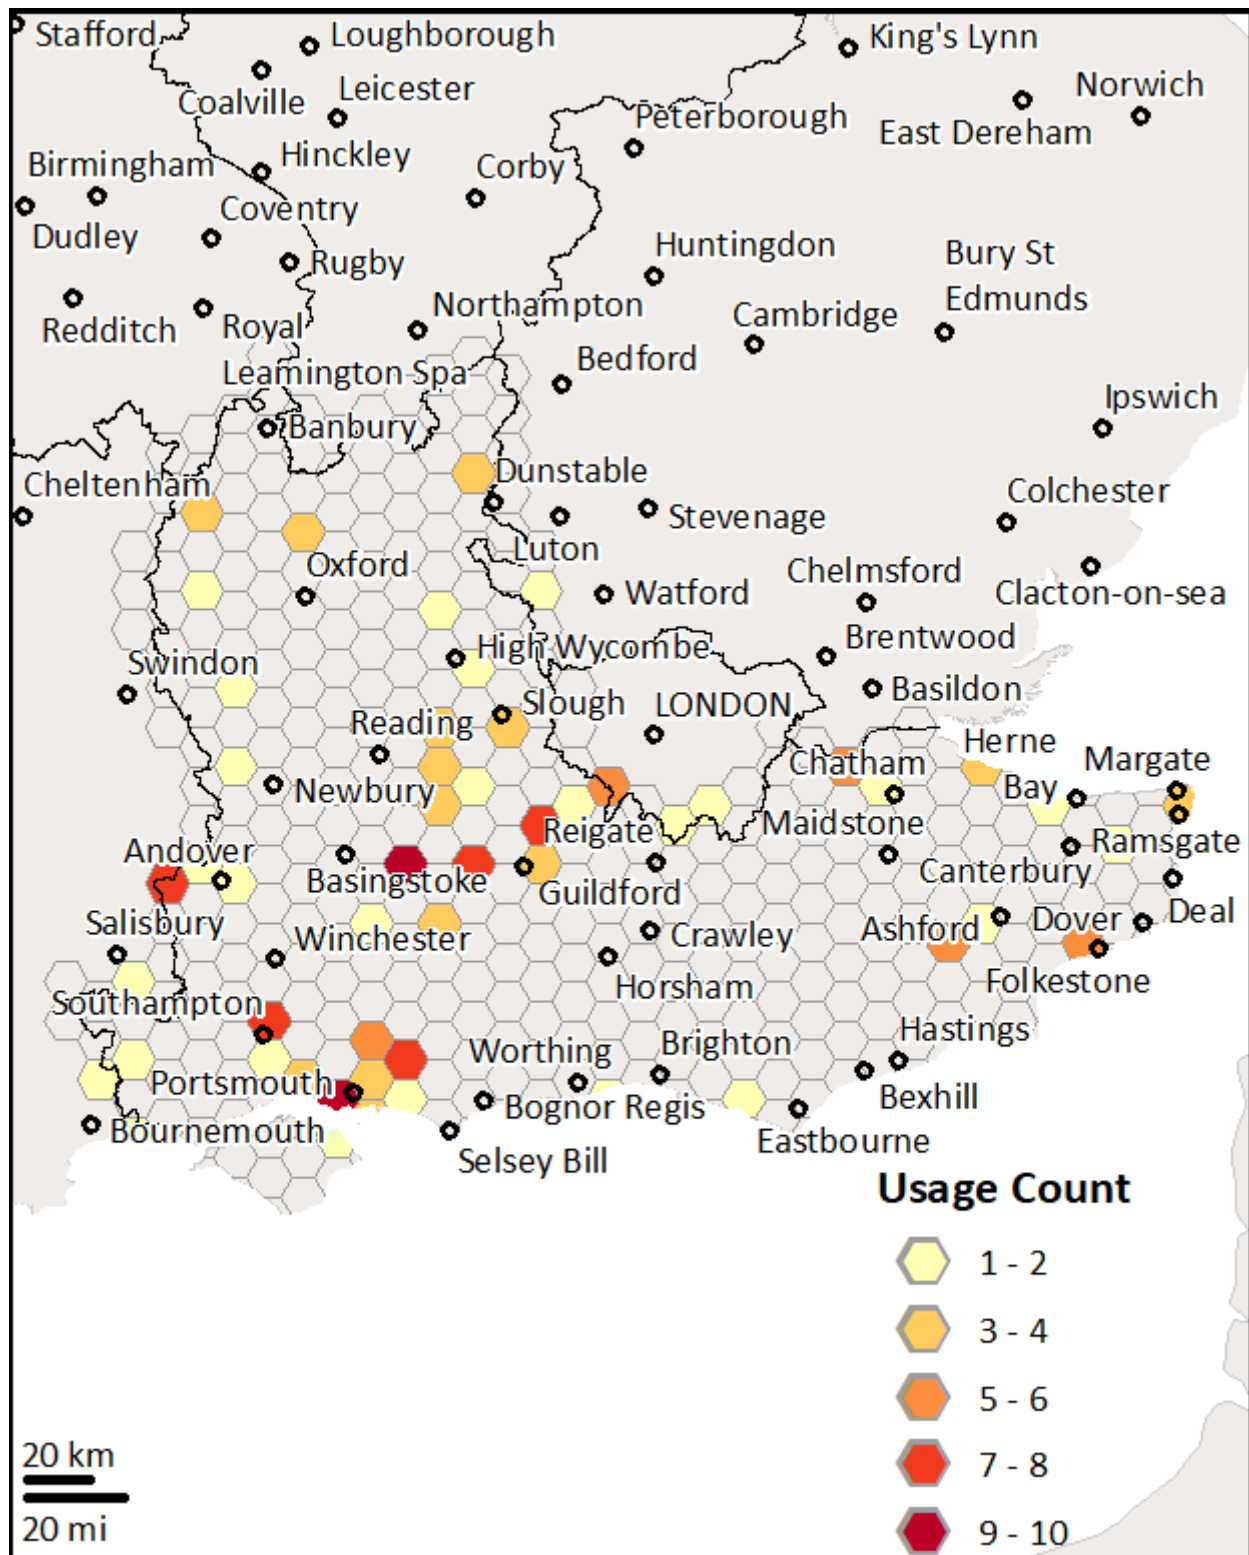 Stafford
Loughborough
King's Lynn
Coalville
Leicester
Norwich
Peterborough
East Dereham
Birmingham
Hinckley
Corby
Dudley
Coventry
Rugby
Huntingdon
Bury St
Edmunds
Redditch
Royal
Leamington Spa
Northampton
Cambridge
Bedford
Ipswich
Banbury
Cheltenham
Dunstable
Colchester
Stevenage
Luton
Oxford
Chelmsford
Watford
Clacton-on-sea
Brentwood
High Wycombe
Swindon
Slough
LONDON
Basildon
Reading
Herne
Bay
Margate
Chatham
Newbury
Reigate
Maidstone
Ramsgate
Andover
Basingstoke
Guildford
Canterbury
Salisbury
Winchester
Crawley
Ashford
Dover
Deal
Horsham
Folkestone
Southampton
Hastings
Worthing
Brighton
Portsmouth
Bognor Regis
Bexhill
Bournemouth
Selsey Bill
Eastbourne
Usage Count
1 - 2
3 - 4
5 - 6
7 - 8
9 - 10
20 km
20 mi